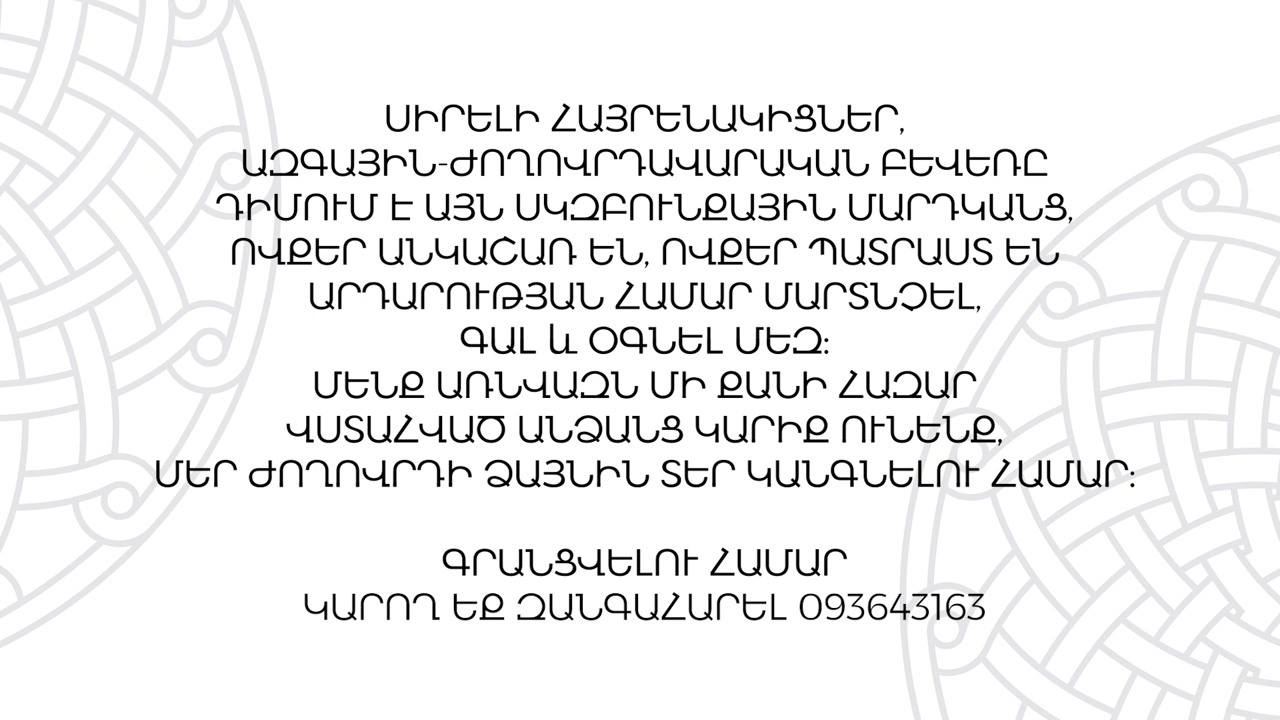 ՍԻՐԵԼԻ ՀԱՅՐԵՆԱԿԻՑՆԵՐ,
ԱԶԳԱՅԻՆ-ԺՈՂՈՎՐԴԱՎԱՐԱԿԱՆ ԲԵՎԵՌԸ
ԴԻՄՈՒՄ Է ԱՅՆ ՍԿԶԲՈՒՆՔԱՅԻՆ ՄԱՐԴԿԱՆՑ,
ՈՎՔԵՐ ԱՆԿԱՇԱՌ ԵՆ, ՈՎՔԵՐ ՊԱՏՐԱՍՏ ԵՆ
ԱՐԴԱՐՈՒԹՅԱՆ ՀԱՄԱՐ ՄԱՐՏՆՉԵԼ,
ԳԱԼ և ՕԳՆԵԼ ՄԵԶ:
ՄԵՆՔ ԱՌՆՎԱԶՆ ՄԻ ՔԱՆԻ ՀԱԶԱՐ
ՎՍՏԱՀՎԱԾ ԱՆՁԱՆՑ ԿԱՐԻՔ ՈՒՆԵՆՔ,
ՄԵՐ ԺՈՂՈՎՐԴԻ ՁԱՅՆԻՆ ՏԵՐ ԿԱՆԳՆԵԼՈՒ ՀԱՄԱՐ:
ԳՐԱՆՑՎԵԼՈՒ ՀԱՄԱՐ
ԿԱՐՈՂ ԵՔ ԶԱՆԳԱՀԱՐԵԼ 093643163